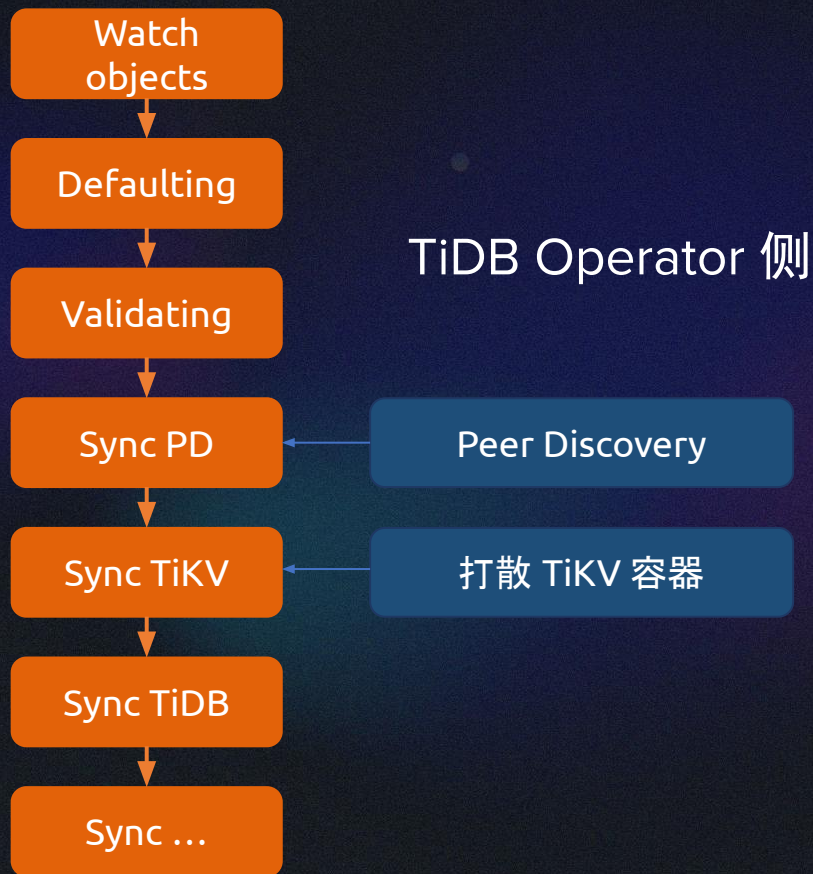 Watch
objects
Defaulting
TiDB Operator 侧
Validating
Sync PD
Peer Discovery
Sync TiKV
打散 TiKV 容器
Sync TiDB
Sync ...